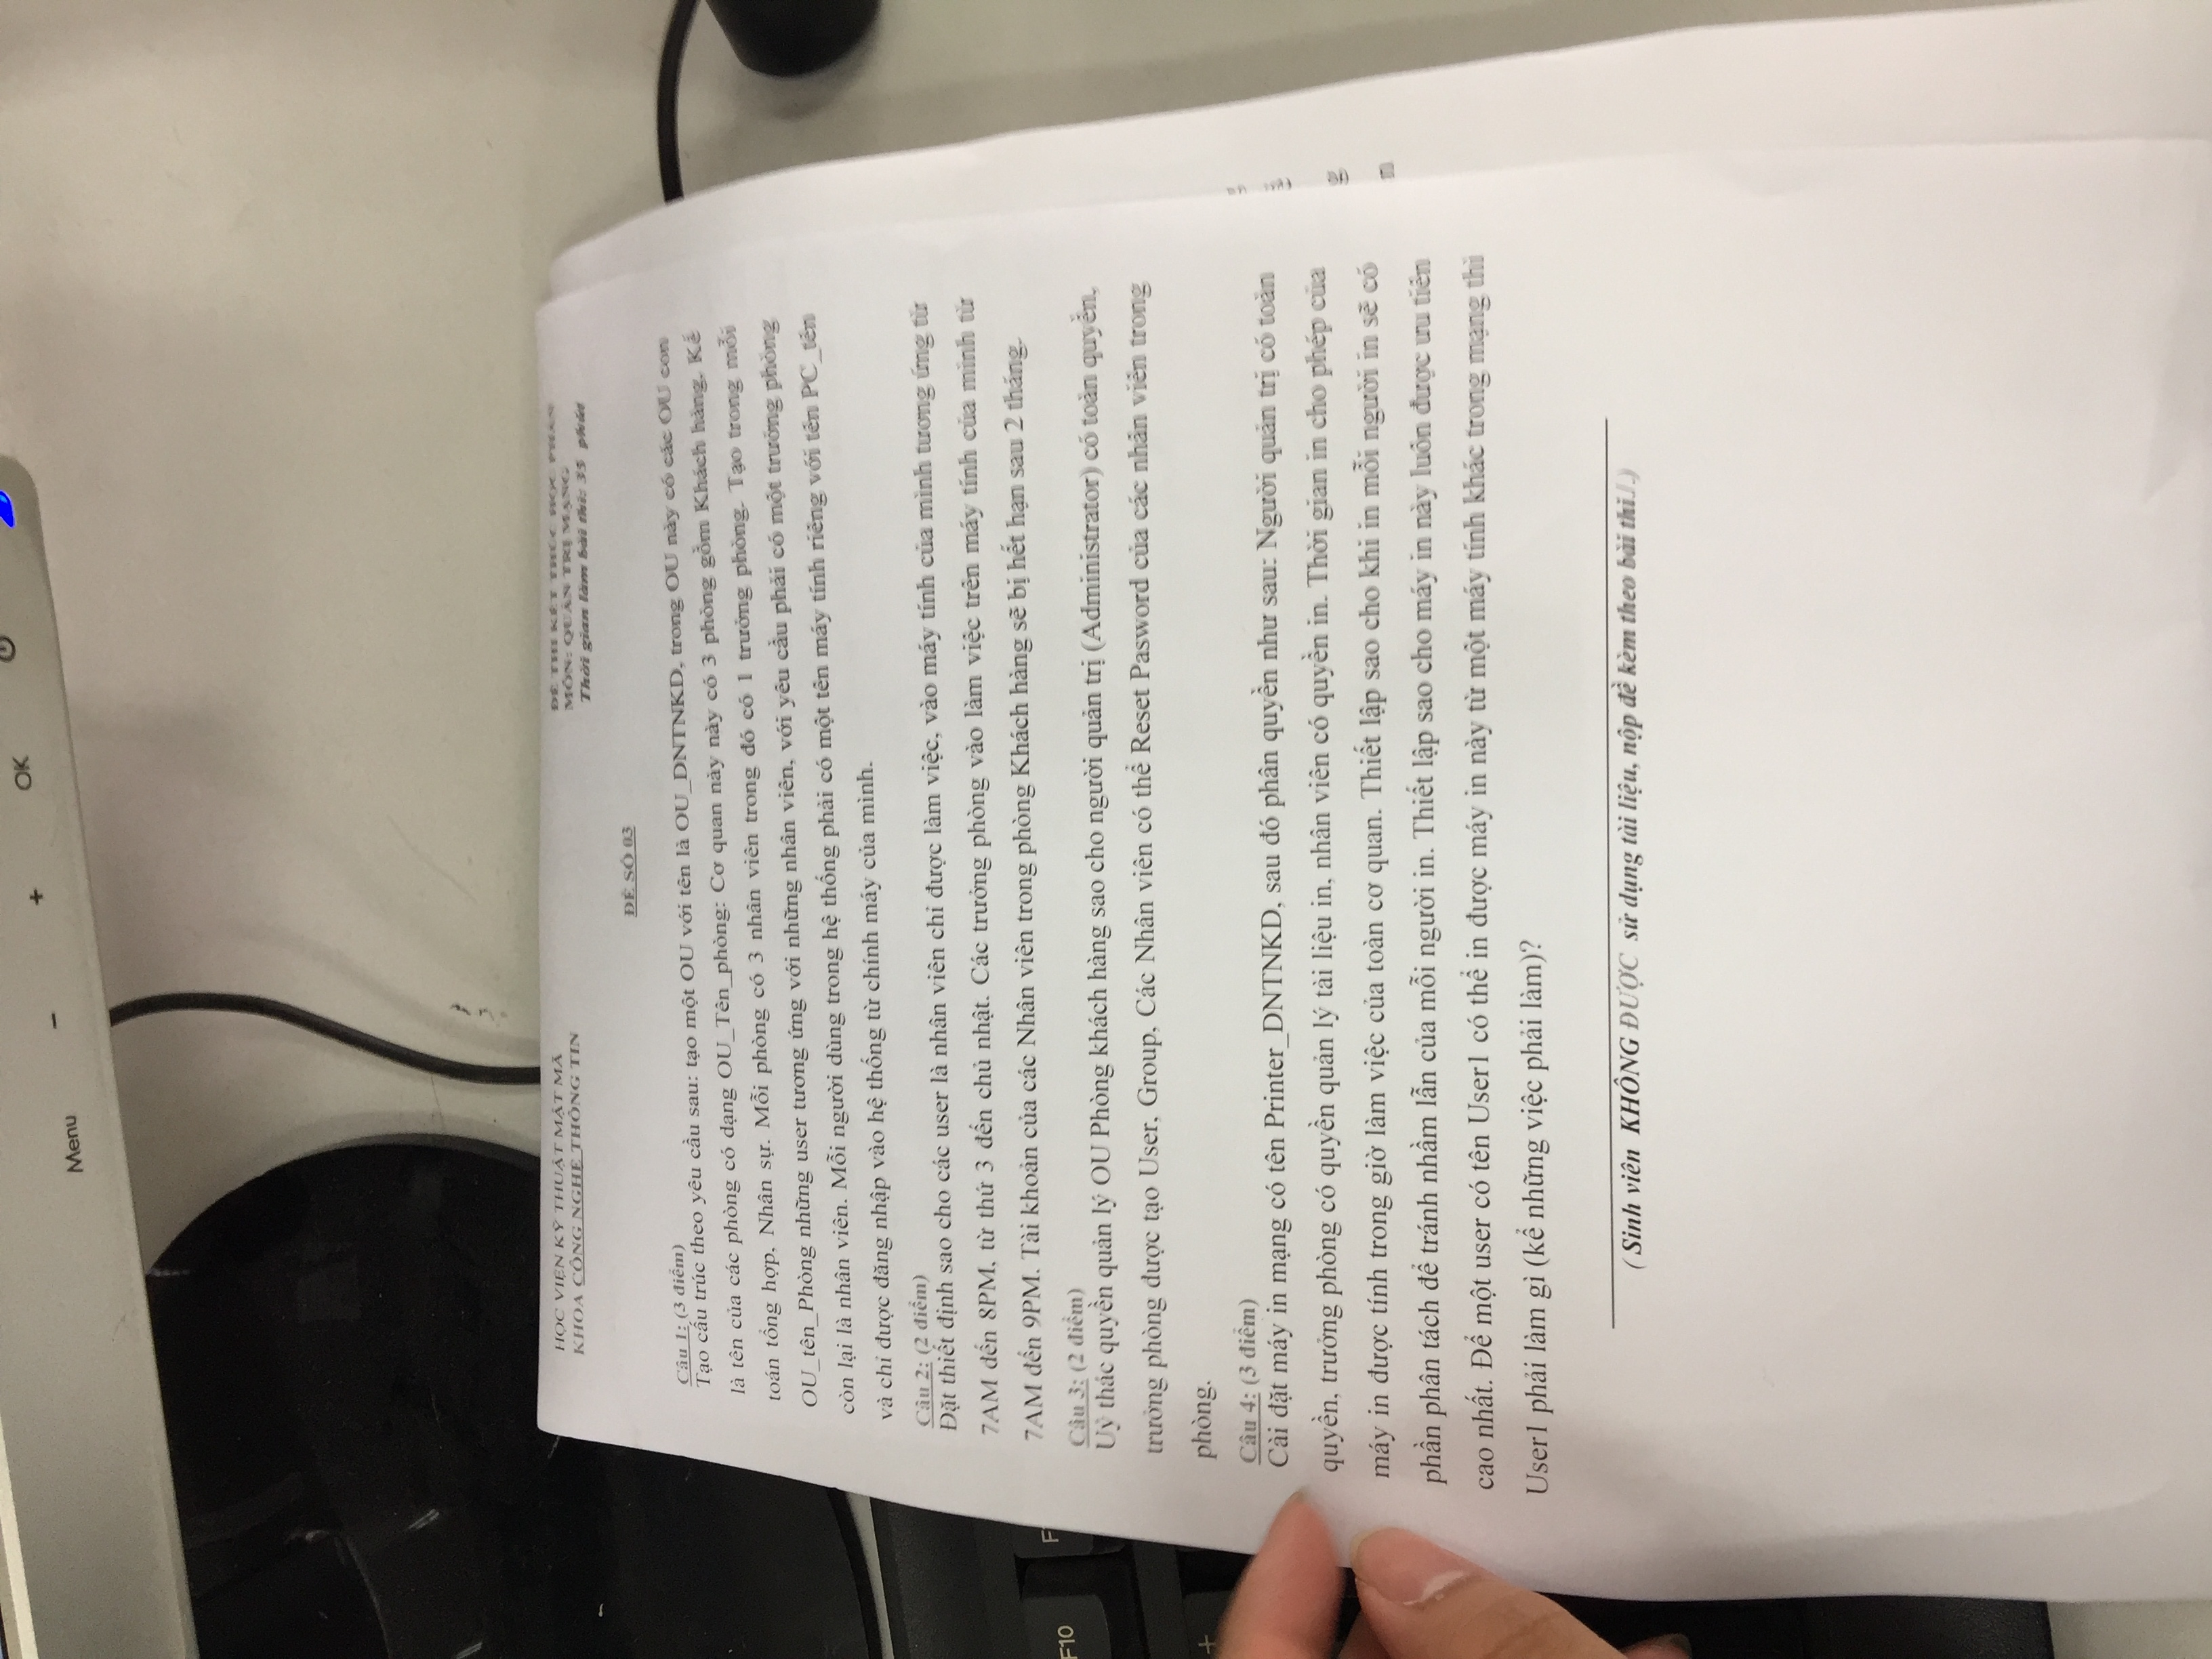 Menu
-
+
OK
HỌC VIỆN KỸ THUẬT MẬT MÃ
KHOA CÔNG NGHỆ THÔNG TIN
ĐỀ THI KẾT THÚC HỌC PHẦN
MÔN: QUẢN TRỊ MẠNG
Thời gian làm bài thi: 35 phút
ĐỀ SỐ 03
Câu 1: (3 điểm)
Tạo cấu trúc theo yêu cầu sau: tạo một OU với tên là OU_DNTNKD, trong OU này có các OU con
là tên của các phòng có dạng OU_Tên_phòng: Cơ quan này này có 3 phòng gồm Khách hàng, Kế
toán tổng hợp, Nhân sự. Mỗi phòng có 3 nhân viên trong đó có 1 trưởng phòng. Tạo trong mỗi
OU_tên_Phòng những user tương ứng với những nhân viên, với yêu cầu phải có một trưởng phòng
còn lại là nhân viên. Mỗi người dùng trong hệ thống phải có một tên máy tính riêng với tên PC_tên
và chỉ được đăng nhập vào hệ thống từ chính máy của mình.
Câu 2: (2 điểm)
Đặt thiết định sao cho các user là nhân viên chỉ được làm việc, vào máy tính của mình tương ứng từ
7AM đến 8PM, từ thứ 3 đến chủ nhật. Các trưởng phòng vào làm việc trên máy tính của mình từ
7AM đến 9PM. Tài khoản của các Nhân viên trong phòng Khách hàng sẽ bị hết hạn sau 2 tháng.
Câu 3: (2 điểm)
Uỷ thác quyền quản lý OU Phòng khách hàng sao cho người quản trị (Administrator) có toàn quyền,
trưởng phòng được tạo User, Group, Các Nhân viên có thể Reset Pasword của các nhân viên trong
phòng.
Câu 4: (3 điểm)
Cài đặt máy in mạng có tên Printer_DNTNKD, sau đó phân quyền như sau: Người quản trị có toàn
quyền, trưởng phòng có quyền quản lý tài liệu in, nhân viên có quyền in. Thời gian in cho phép của
máy in được tính trong giờ làm việc của toàn cơ quan. Thiết lập sao cho khi in mỗi người in sẽ có
phần phân tách để tránh nhầm lẫn của mỗi người in. Thiết lập sao cho máy in này luôn được ưu tiên
cao nhất. Để một user có tên User1 có thể in được máy in này từ một máy tính khác trong mạng thì
User1 phải làm gì (kể những việc phải làm)?
( Sinh viên KHÔNG ĐƯỢC sử dụng tài liệu, nộp đề kèm theo bài thi./.)
F10
F
+
g
n